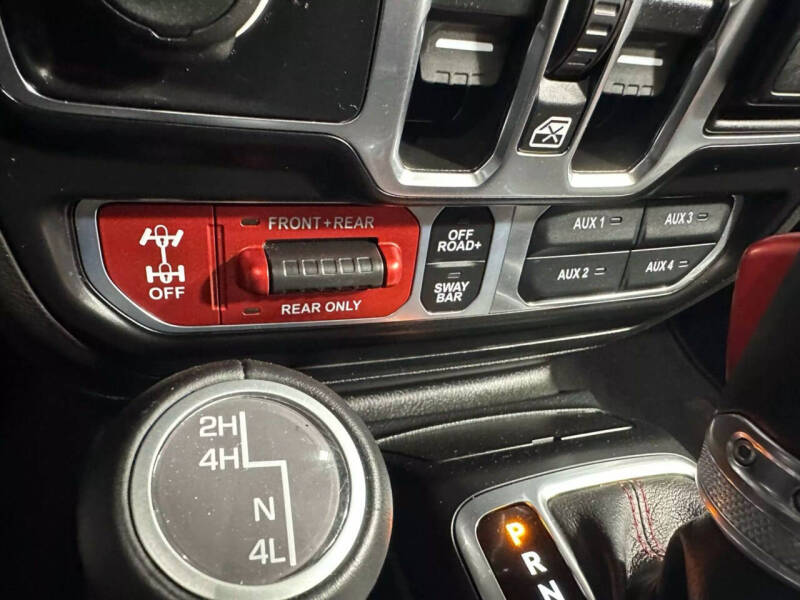 FRONT+REAR
OFF
REAR ONLY
OFF
ROAD+
SWAY
BAR
AUX 1
AUX 3
AUX 2
AUX 4
2H
4H
N
4L
P
R
N